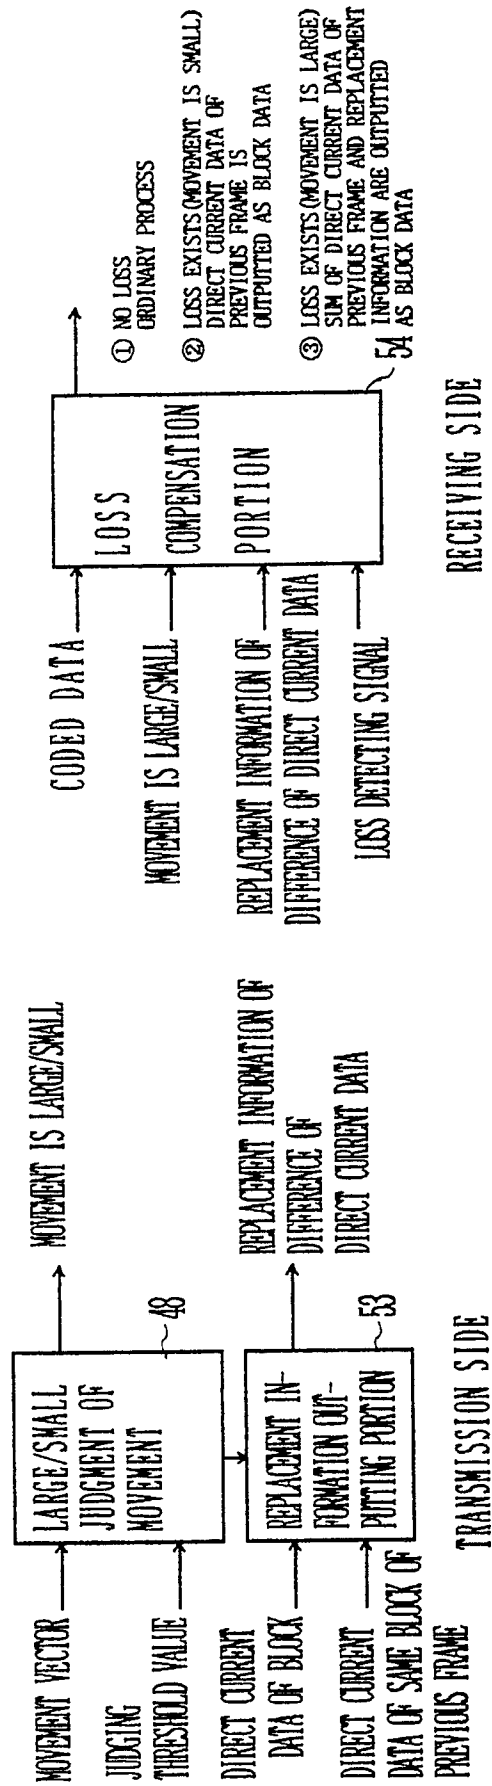 MOVEMENT VECTOR
JUDGING
THRESHOLD VALUE
LARGE/SMALL
JUDGMENT OF
MOVEMENT
48
MOVEMENT IS LARGE/SMALL
DIRECT CURRENT
DATA OF BLOCK
DIRECT CURRENT
DATA OF SAME BLOCK OF
PREVIOUS FRAME
REPLACEMENT IN-
FORMATION OUT-
PUTTING PORTION
53
REPLACEMENT INFORMATION OF
DIFFERENCE OF
DIRECT CURRENT DATA
TRANSMISSION SIDE
CODED DATA
MOVEMENT IS LARGE/SMALL
REPLACEMENT INFORMATION OF
DIFFERENCE OF DIRECT CURRENT DATA
LOSS DETECTING SIGNAL
LOSS
COMPENSATION
PORTION
54
① NO LOSS
ORDINARY PROCESS
② LOSS EXISTS(MOVEMENT IS SMALL)
DIRECT CURRENT DATA OF
PREVIOUS FRAME IS
OUTPUTTED AS BLOCK DATA
③ LOSS EXISTS(MOVEMENT IS LARGE)
SUM OF DIRECT CURRENT DATA OF
PREVIOUS FRAME AND REPLACEMENT
INFORMATION ARE OUTPUTTED
AS BLOCK DATA
RECEIVING SIDE